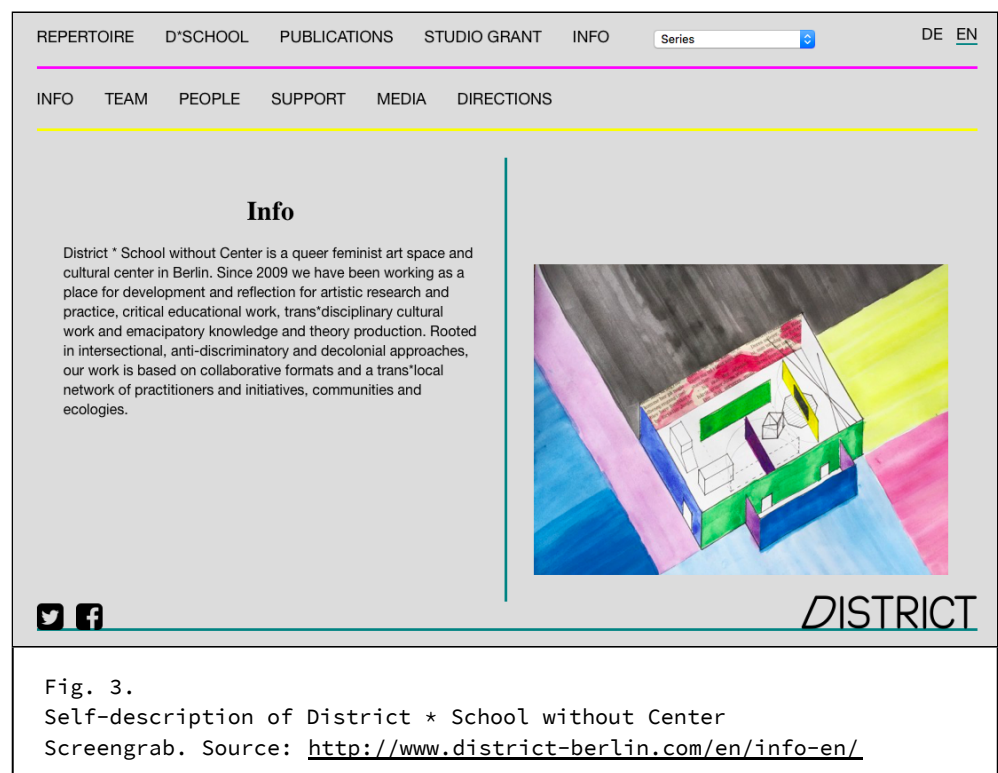 REPERTOIRE D*SCHOOL PUBLICATIONS STUDIO GRANT INFO Series DE EN
INFO TEAM PEOPLE SUPPORT MEDIA DIRECTIONS
Info
District * School without Center is a queer feminist art space and
cultural center in Berlin. Since 2009 we have been working as a
place for development and reflection for artistic research and
practice, critical educational work, trans*disciplinary cultural
work and emacipatory knowledge and theory production. Rooted
in intersectional, anti-discriminatory and decolonial approaches,
our work is based on collaborative formats and a trans*local
network of practitioners and initiatives, communities and
ecologies.
DISTRICT
Fig. 3.
Self-description of District * School without Center
Screengrab. Source: http://www.district-berlin.com/en/info-en/